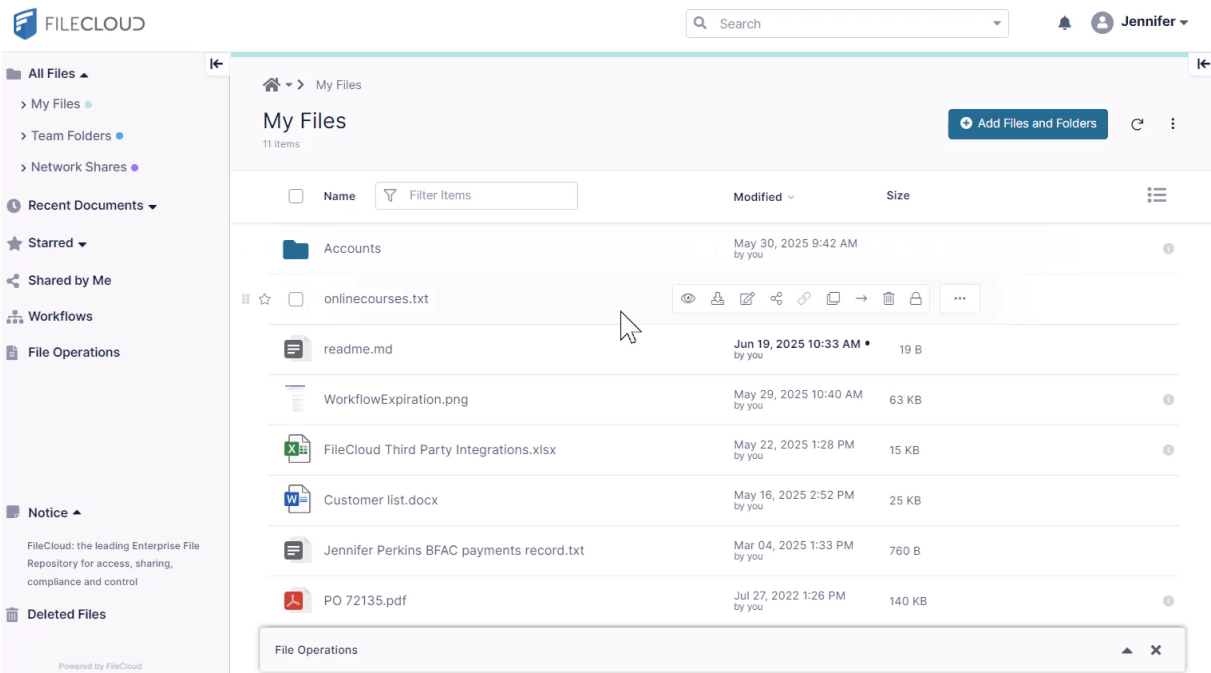 FILECLOUD
Search
Jennifer
All Files
My Files
Team Folders
Network Shares
Recent Documents
Starred
Shared by Me
Workflows
File Operations
Notice
FileCloud: the leading Enterprise File
Repository for access, sharing,
compliance and control
Deleted Files
Powered by FileCloud
My Files
My Files
11 items
Add Files and Folders
Name
Filter Items
Modified
Size
Accounts
May 30, 2025 9:42 AM
by you
onlinecourses.txt
readme.md
Jun 19, 2025 10:33 AM
by you
19 B
WorkflowExpiration.png
May 29, 2025 10:40 AM
by you
63 KB
FileCloud Third Party Integrations.xlsx
May 22, 2025 1:28 PM
by you
15 KB
Customer list.docx
May 16, 2025 2:52 PM
by you
25 KB
Jennifer Perkins BFAC payments record.txt
Mar 04, 2025 1:33 PM
by you
760 B
PO 72135.pdf
Jul 27, 2022 1:26 PM
by you
140 KB
File Operations